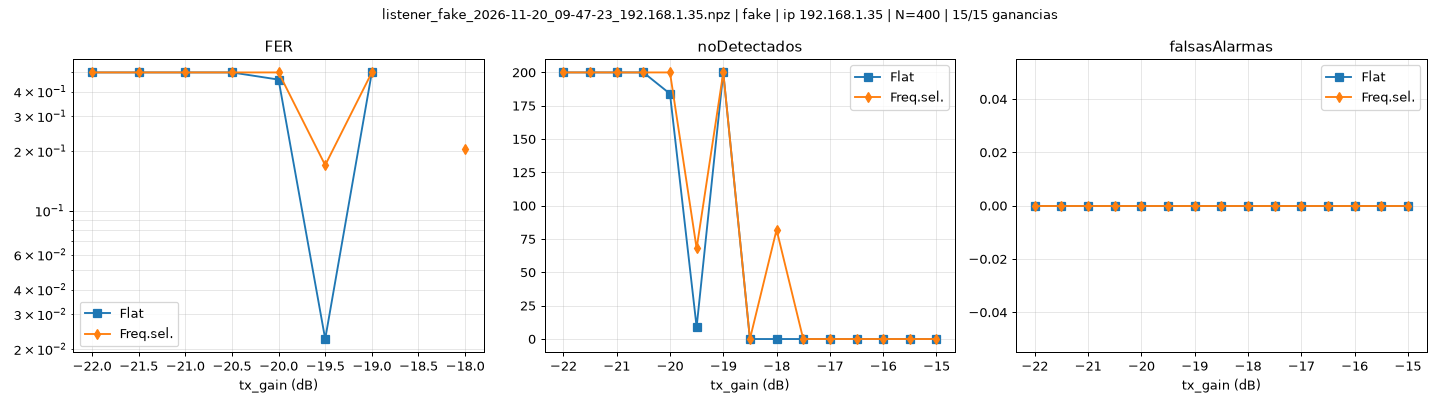 listener_fake_2026-11-20_09-47-23_192.168.1.35.npz | fake | ip 192.168.1.35 | N=400 | 15/15 ganancias
FER
4 × 10⁻¹
3 × 10⁻¹
2 × 10⁻¹
10⁻¹
6 × 10⁻²
4 × 10⁻²
3 × 10⁻²
2 × 10⁻²
Flat
Freq.sel.
−22.0 −21.5 −21.0 −20.5 −20.0 −19.5 −19.0 −18.5 −18.0
tx_gain (dB)
noDetectados
200
175
150
125
100
75
50
25
0
Flat
Freq.sel.
−22 −21 −20 −19 −18 −17 −16 −15
tx_gain (dB)
falsasAlarmas
0.04
0.02
0.00
−0.02
−0.04
Flat
Freq.sel.
−22 −21 −20 −19 −18 −17 −16 −15
tx_gain (dB)